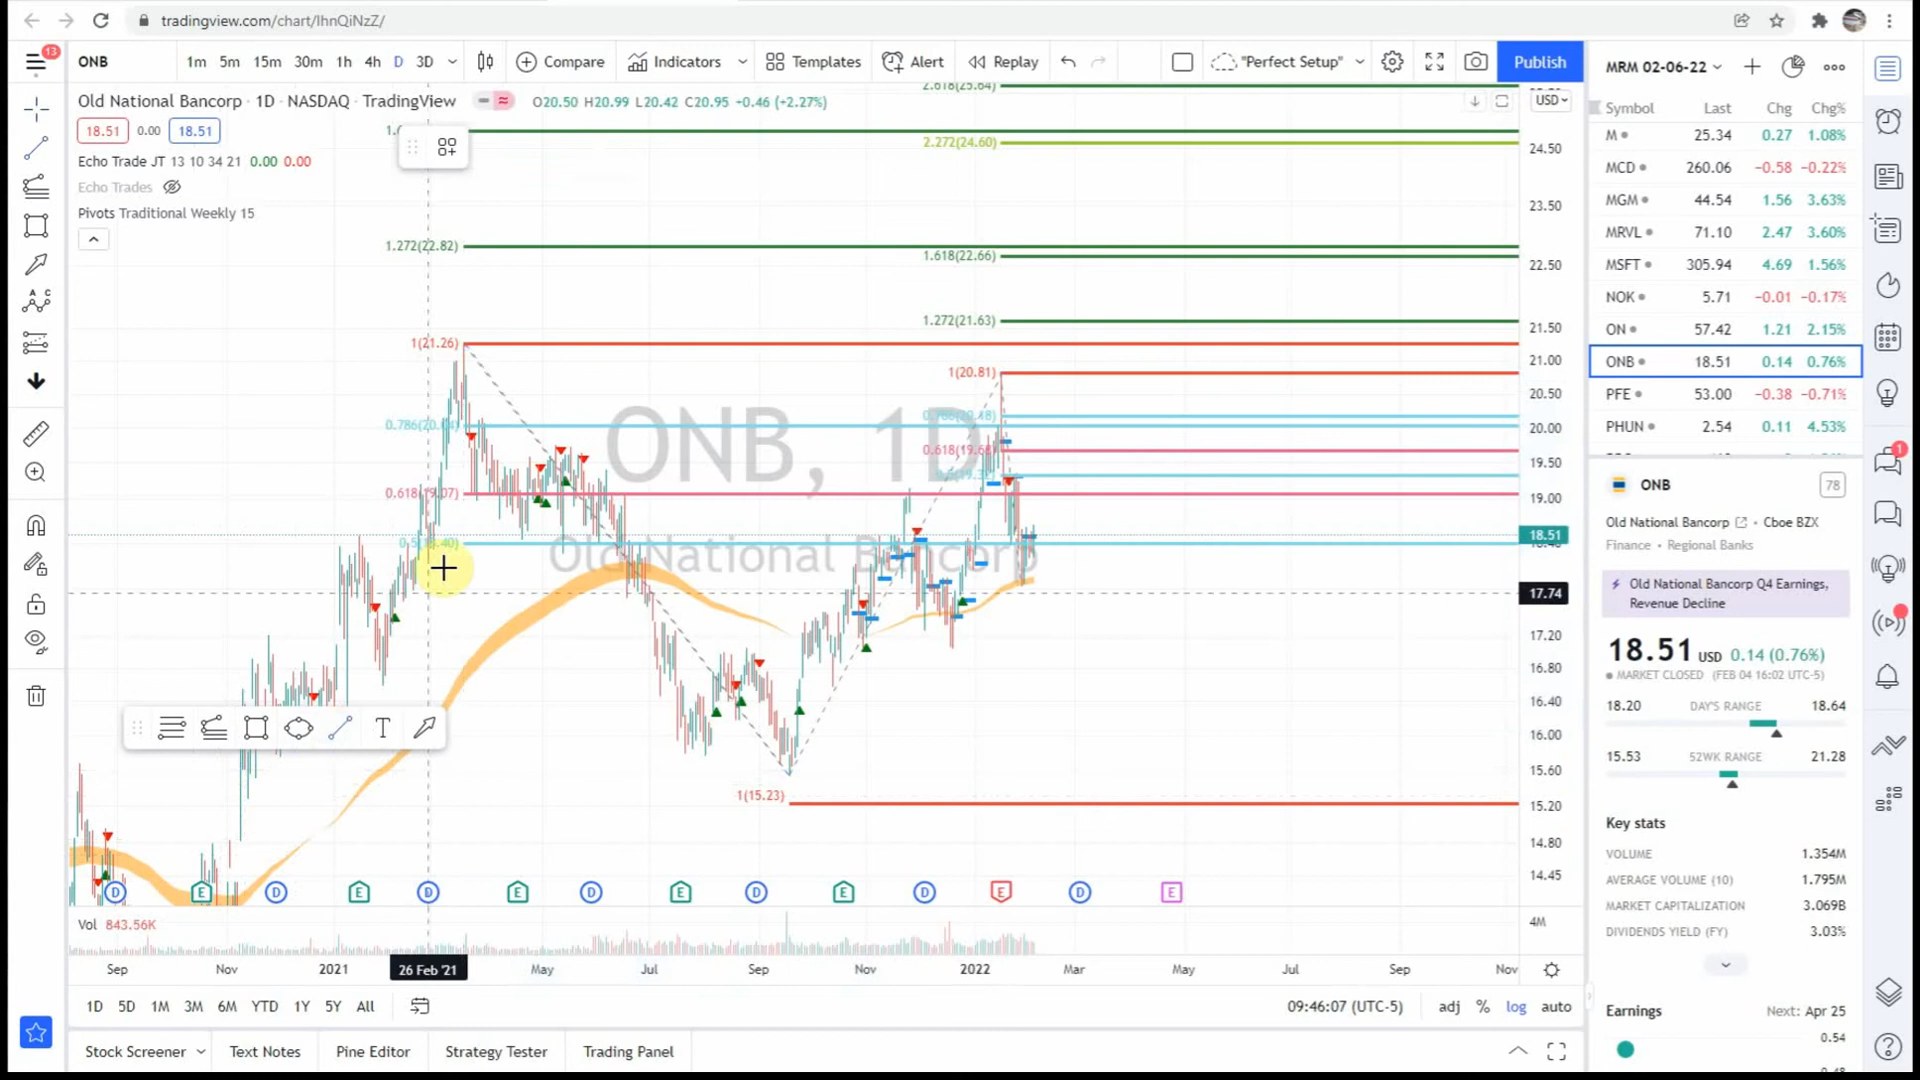 tradingview.com/chart/IhnQiNzZ/
13
ONB
1m 5m 15m 30m 1h 4h D 3D
Compare
Indicators
Templates
Alert
Replay
"Perfect Setup"
Publish
Old National Bancorp · 1D · NASDAQ · TradingView
O20.50 H20.99 L20.42 C20.95 −0.46 (+2.27%)
18.51 0.00 18.51
Echo Trade JT 13 10 34 21 0.00 0.00
Echo Trades
Pivots Traditional Weekly 15
USD
2.618(25.64)
2.272(24.60)
1.272(22.82)
1.618(22.66)
1.272(21.63)
1(21.26)
1(20.81)
0.618(19.07)
1(15.23)
ONB, 1D
Old National Bancorp
24.50
23.50
22.50
21.50
21.00
20.50
20.00
19.50
19.00
18.51
17.74
17.20
16.80
16.40
16.00
15.60
15.20
14.80
14.45
4M
T
D E D E D E D E D E D E D E
Vol 843.56K
Sep Nov 2021 26 Feb '21 May Jul Sep Nov 2022 Mar May Jul Sep Nov
1D 5D 1M 3M 6M YTD 1Y 5Y All
09:46:07 (UTC-5) adj % log auto
Stock Screener Text Notes Pine Editor Strategy Tester Trading Panel
MRM 02-06-22
Symbol Last Chg Chg%
M 25.34 0.27 1.08%
MCD 260.06 −0.58 −0.22%
MGM 44.54 1.56 3.63%
MRVL 71.10 2.47 3.60%
MSFT 305.94 4.69 1.56%
NOK 5.71 −0.01 −0.17%
ON 57.42 1.21 2.15%
ONB 18.51 0.14 0.76%
PFE 53.00 −0.38 −0.71%
PHUN 2.54 0.11 4.53%
ONB
78
Old National Bancorp • Cboe BZX
Finance • Regional Banks
Old National Bancorp Q4 Earnings,
Revenue Decline
18.51 USD 0.14 (0.76%)
MARKET CLOSED (FEB 04 16:02 UTC-5)
18.20 DAY'S RANGE 18.64
15.53 52WK RANGE 21.28
Key stats
VOLUME 1.354M
AVERAGE VOLUME (10) 1.795M
MARKET CAPITALIZATION 3.069B
DIVIDENDS YIELD (FY) 3.03%
Earnings Next: Apr 25
0.54
1